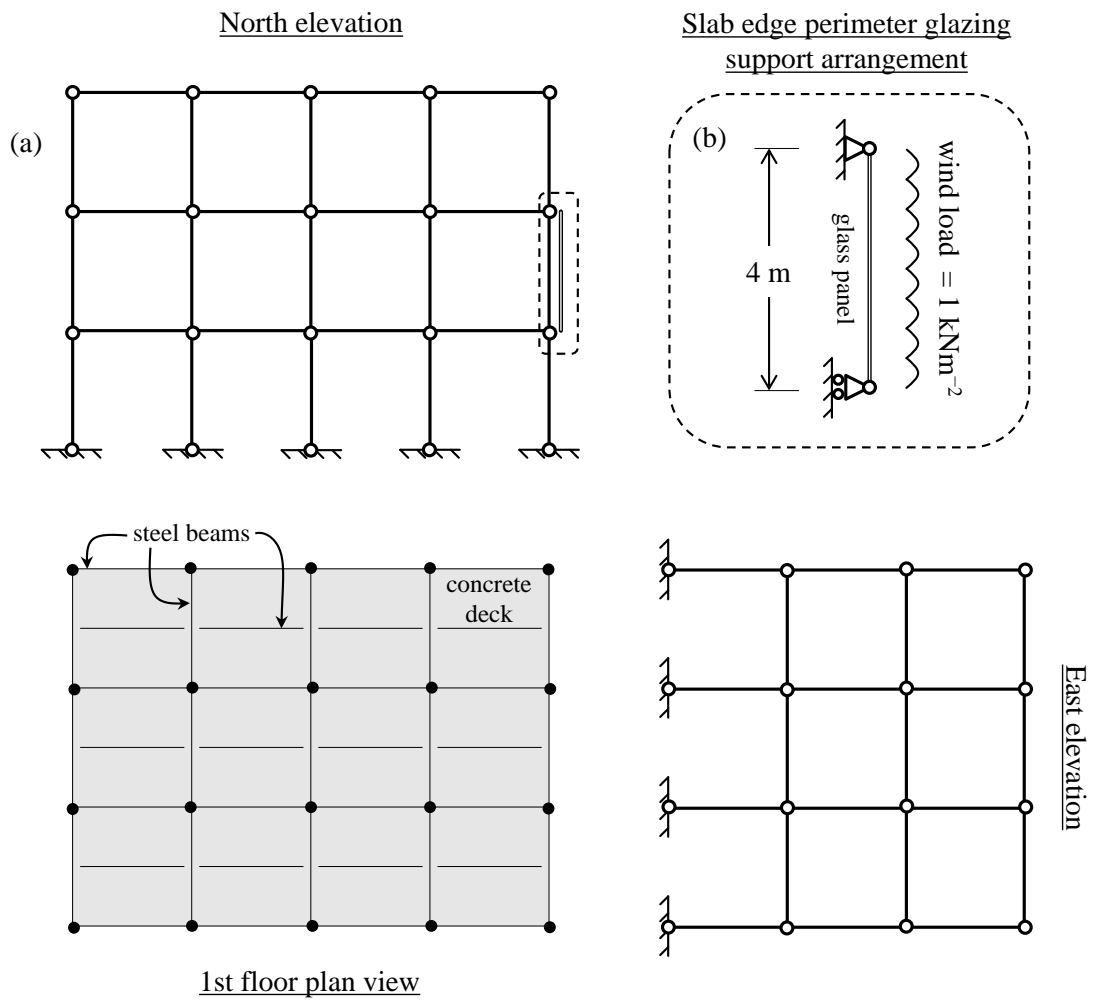 North elevation
Slab edge perimeter glazing
support arrangement
(a)
(b)
4 m
glass panel
wind load = 1 kNm⁻²
steel beams
concrete
deck
1st floor plan view
East elevation